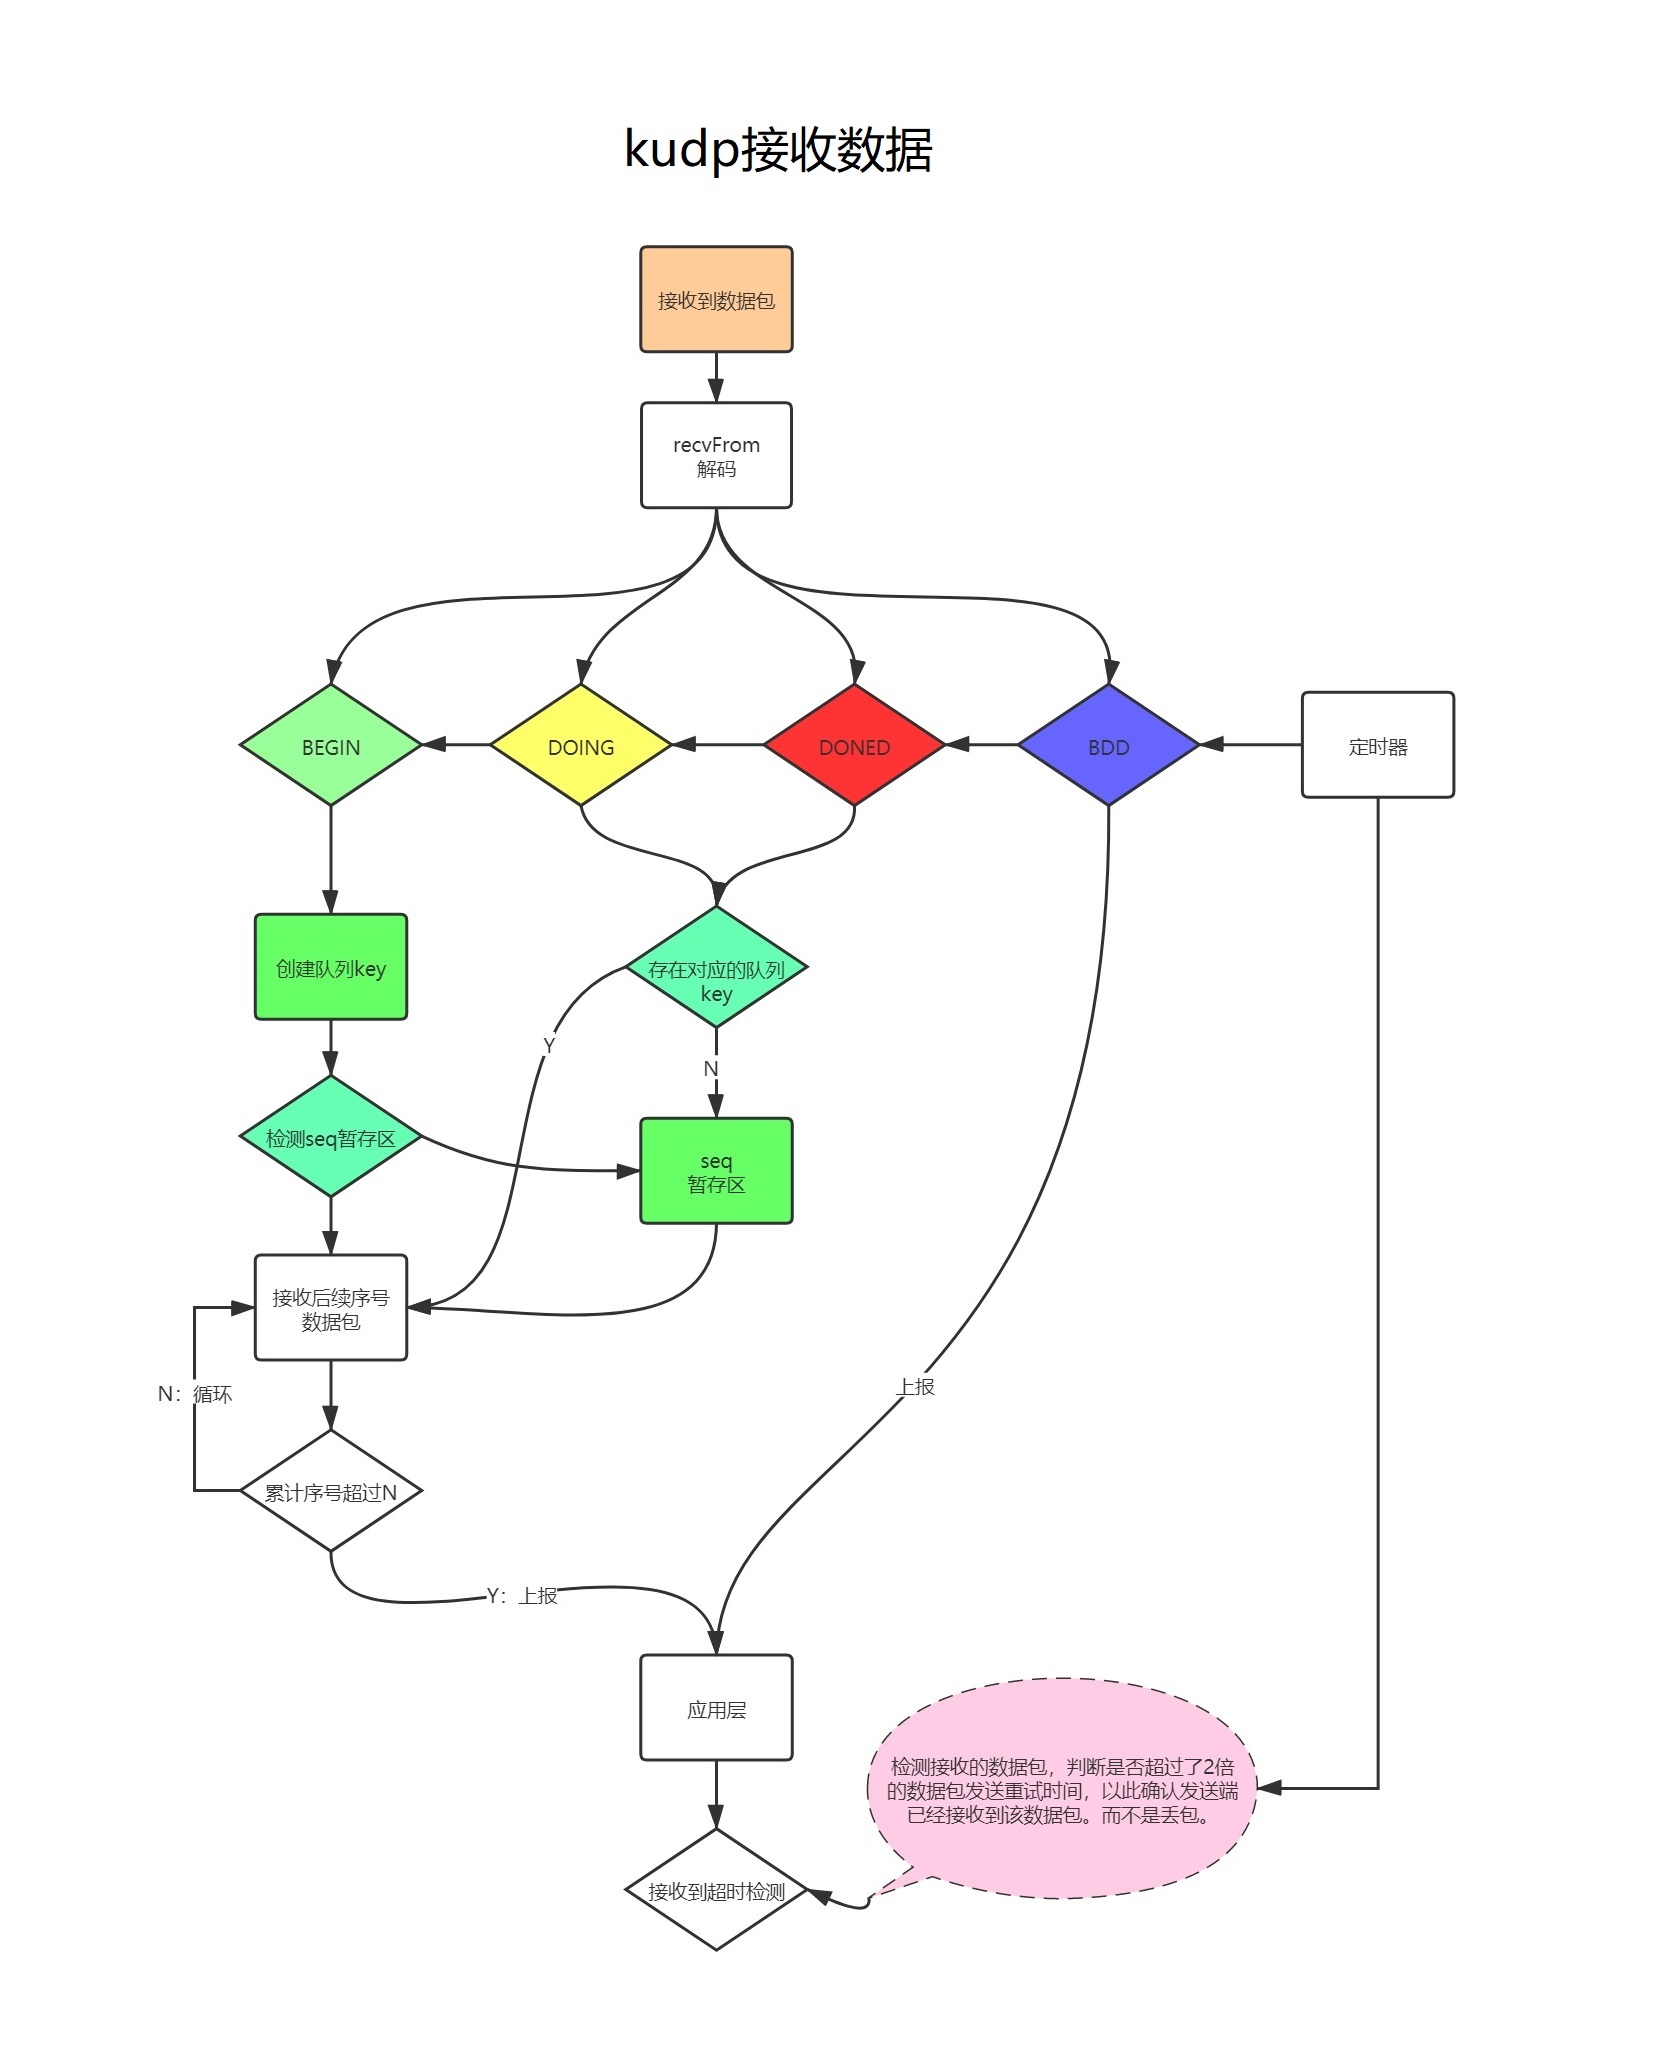 kudp接收数据
接收到数据包
recvFrom
解码
BEGIN
DOING
DONED
BDD
定时器
创建队列key
存在对应的队列
key
Y
N
检测seq暂存区
seq
暂存区
接收后续序号
数据包
N：循环
上报
累计序号超过N
Y：上报
应用层
检测接收的数据包，判断是否超过了2倍
的数据包发送重试时间，以此确认发送端
已经接收到该数据包。而不是丢包。
接收到超时检测